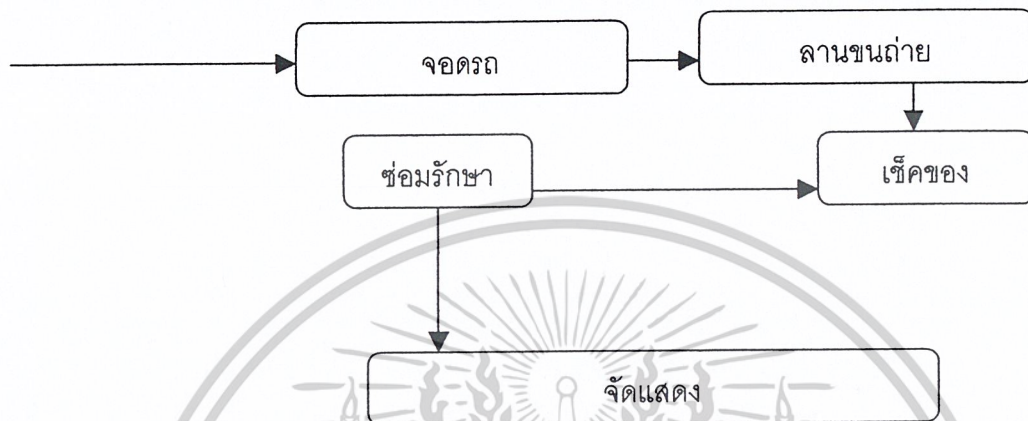 จอดรถ
ลานขนถ่าย
ซ่อมรักษา
เช็คของ
จัดแสดง